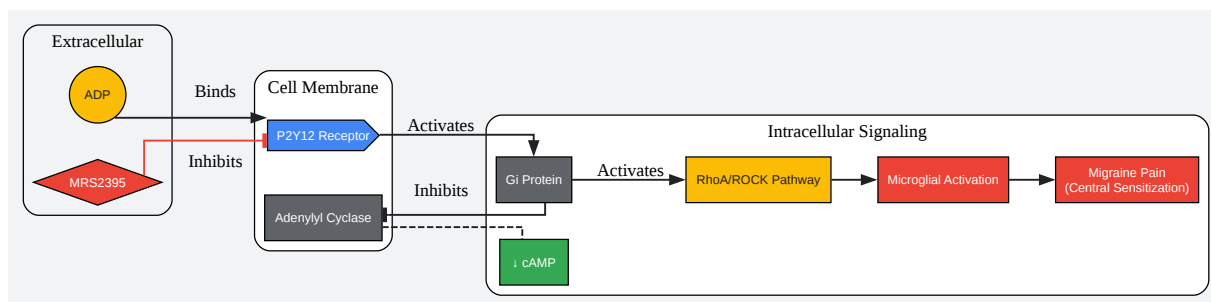 Extracellular
ADP
MRS2395
Binds
Inhibits
Cell Membrane
P2Y12 Receptor
Adenylyl Cyclase
Activates
Inhibits
Intracellular Signaling
Gi Protein
Activates
RhoA/ROCK Pathway
Microglial Activation
Migraine Pain
(Central Sensitization)
↓ cAMP